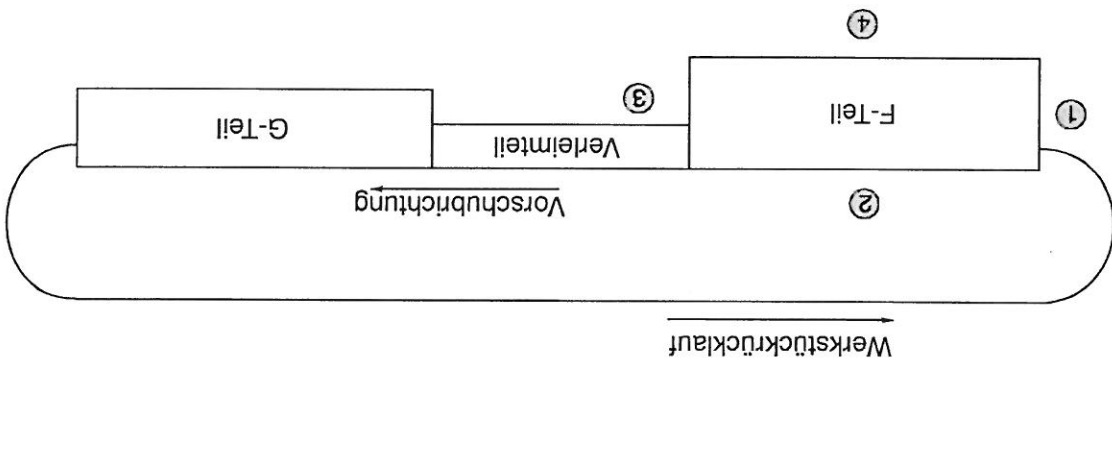 Werkstückrücklauf
② Vorschubrichtung
① F-Teil Verleimteil G-Teil
③
④